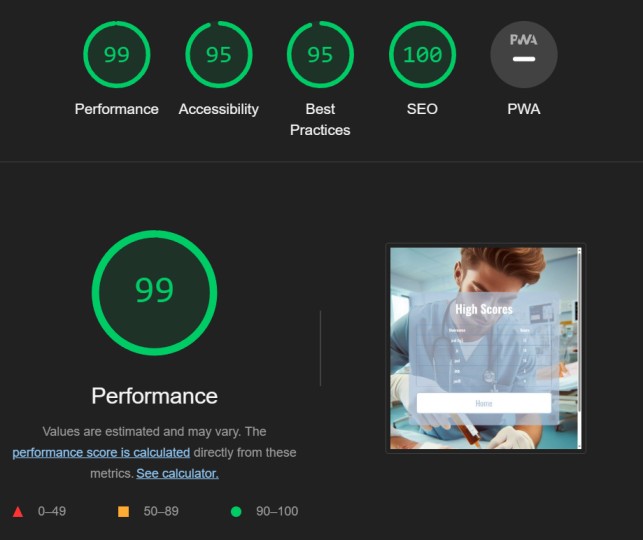 99
95
95
100
PWA
Performance
Accessibility
Best
Practices
SEO
PWA
99
Performance
Values are estimated and may vary. The
performance score is calculated directly from these
metrics. See calculator.
0–49
50–89
90–100
High Scores
Home